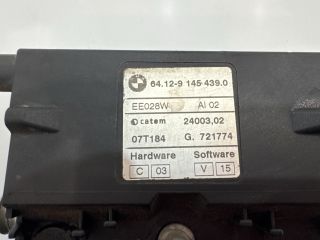 64.12-9 145 439.0
EE028W AI 02
catem 24003,02
07T184 G. 721774
Hardware Software
C 03 V 15